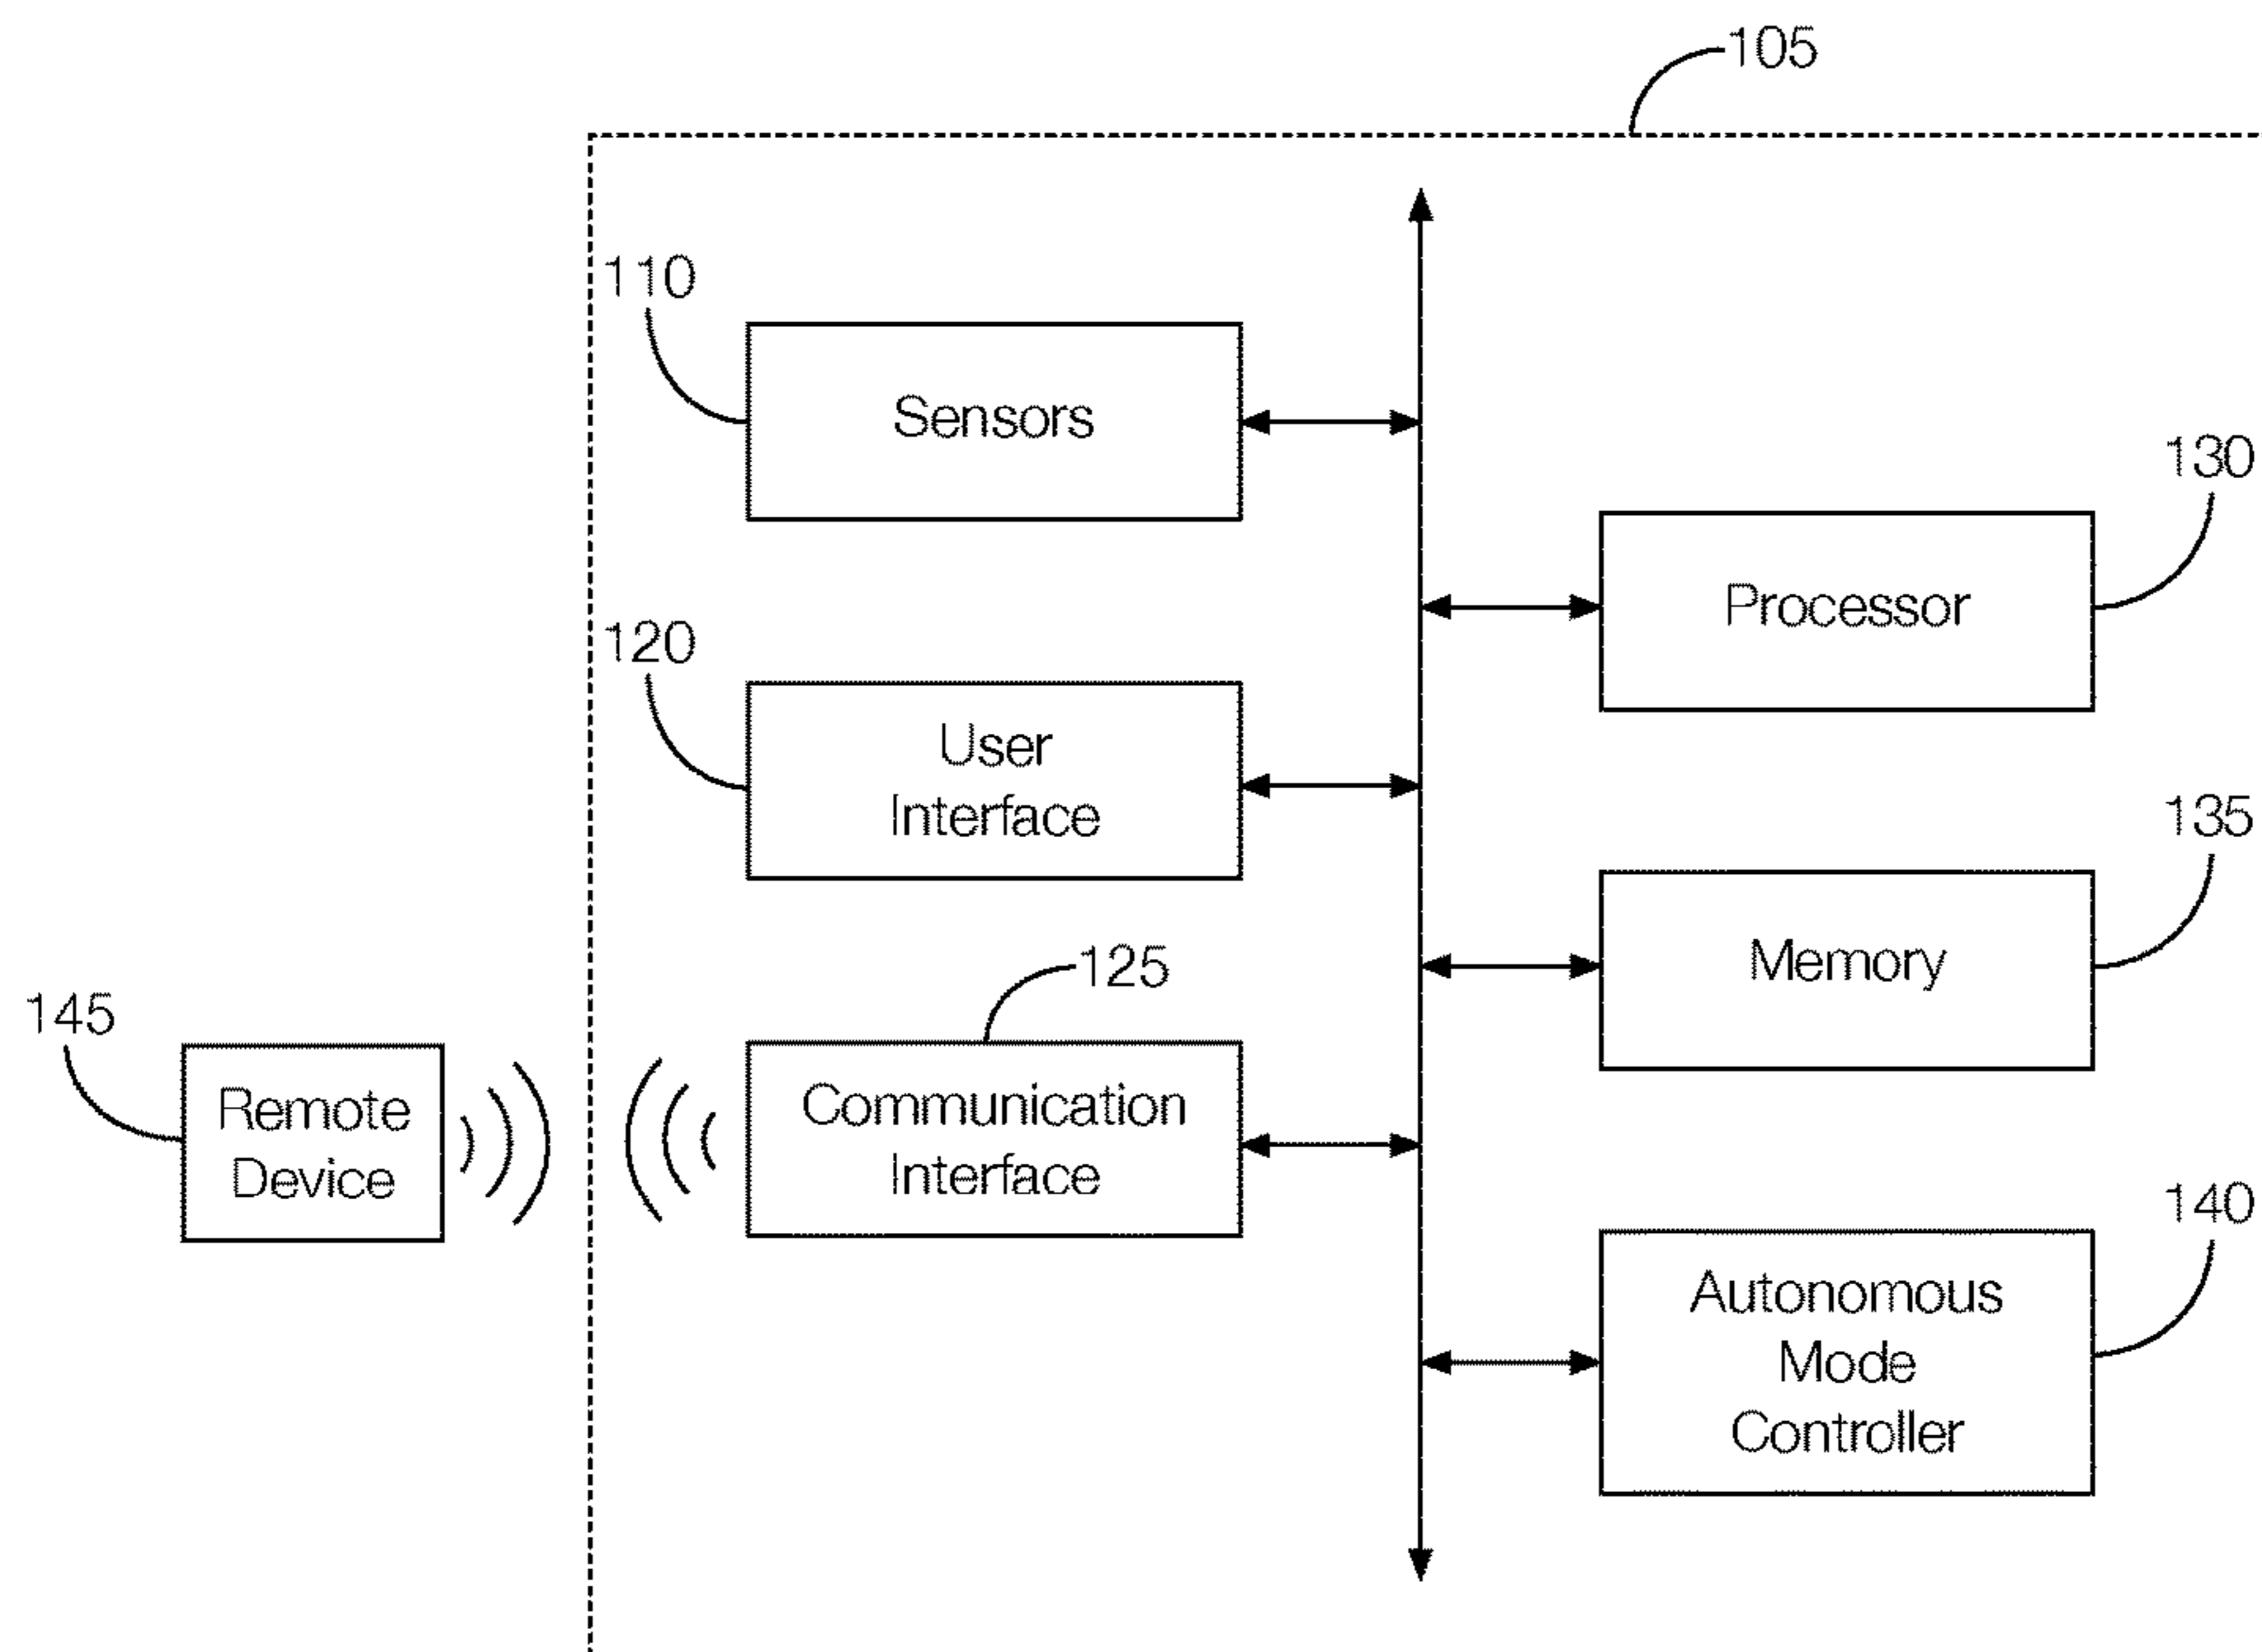 105
110
Sensors
130
Processor
120
User
Interface
135
Memory
125
Communication
Interface
145
Remote
Device
140
Autonomous
Mode
Controller